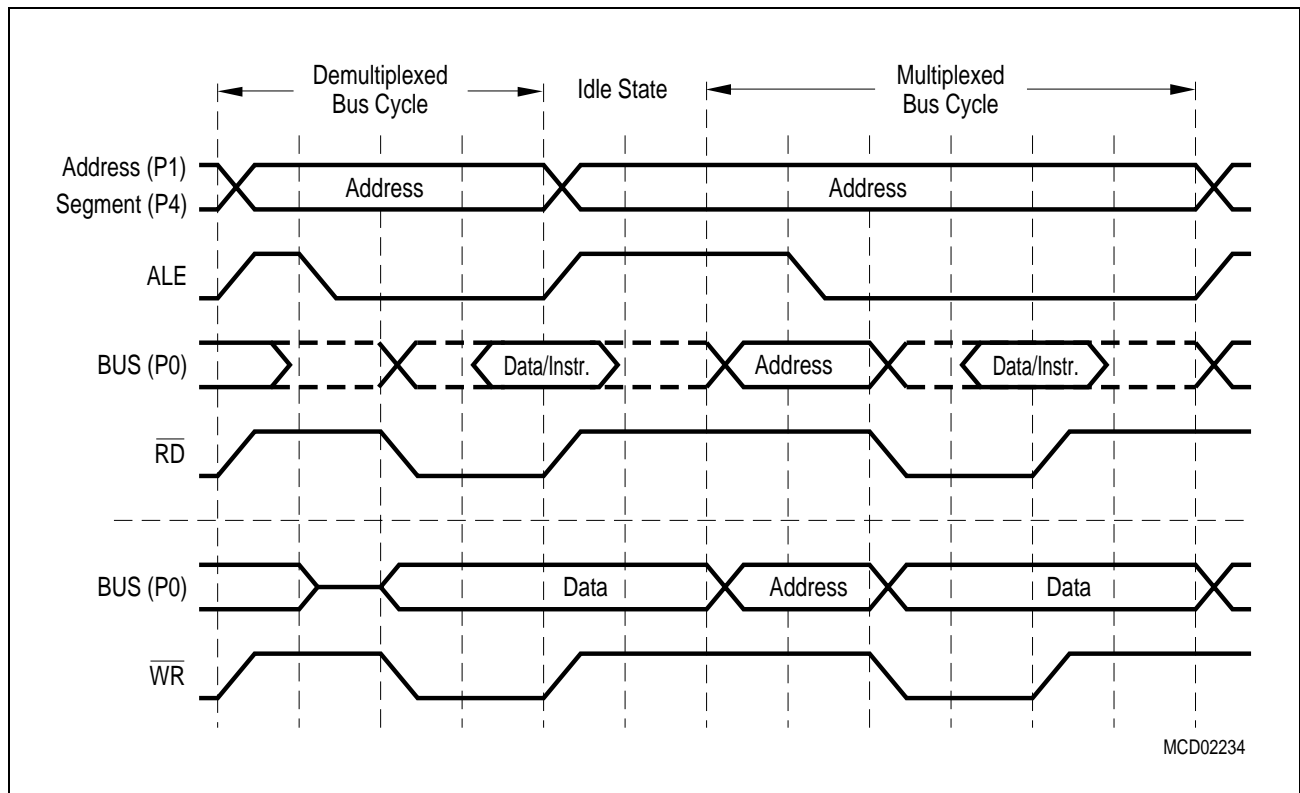 Demultiplexed
Bus Cycle
Idle State
Multiplexed
Bus Cycle
Address (P1)
Segment (P4)
Address
Address
ALE
BUS (P0)
Data/Instr.
Address
Data/Instr.
RD
BUS (P0)
Data
Address
Data
WR
MCD02234